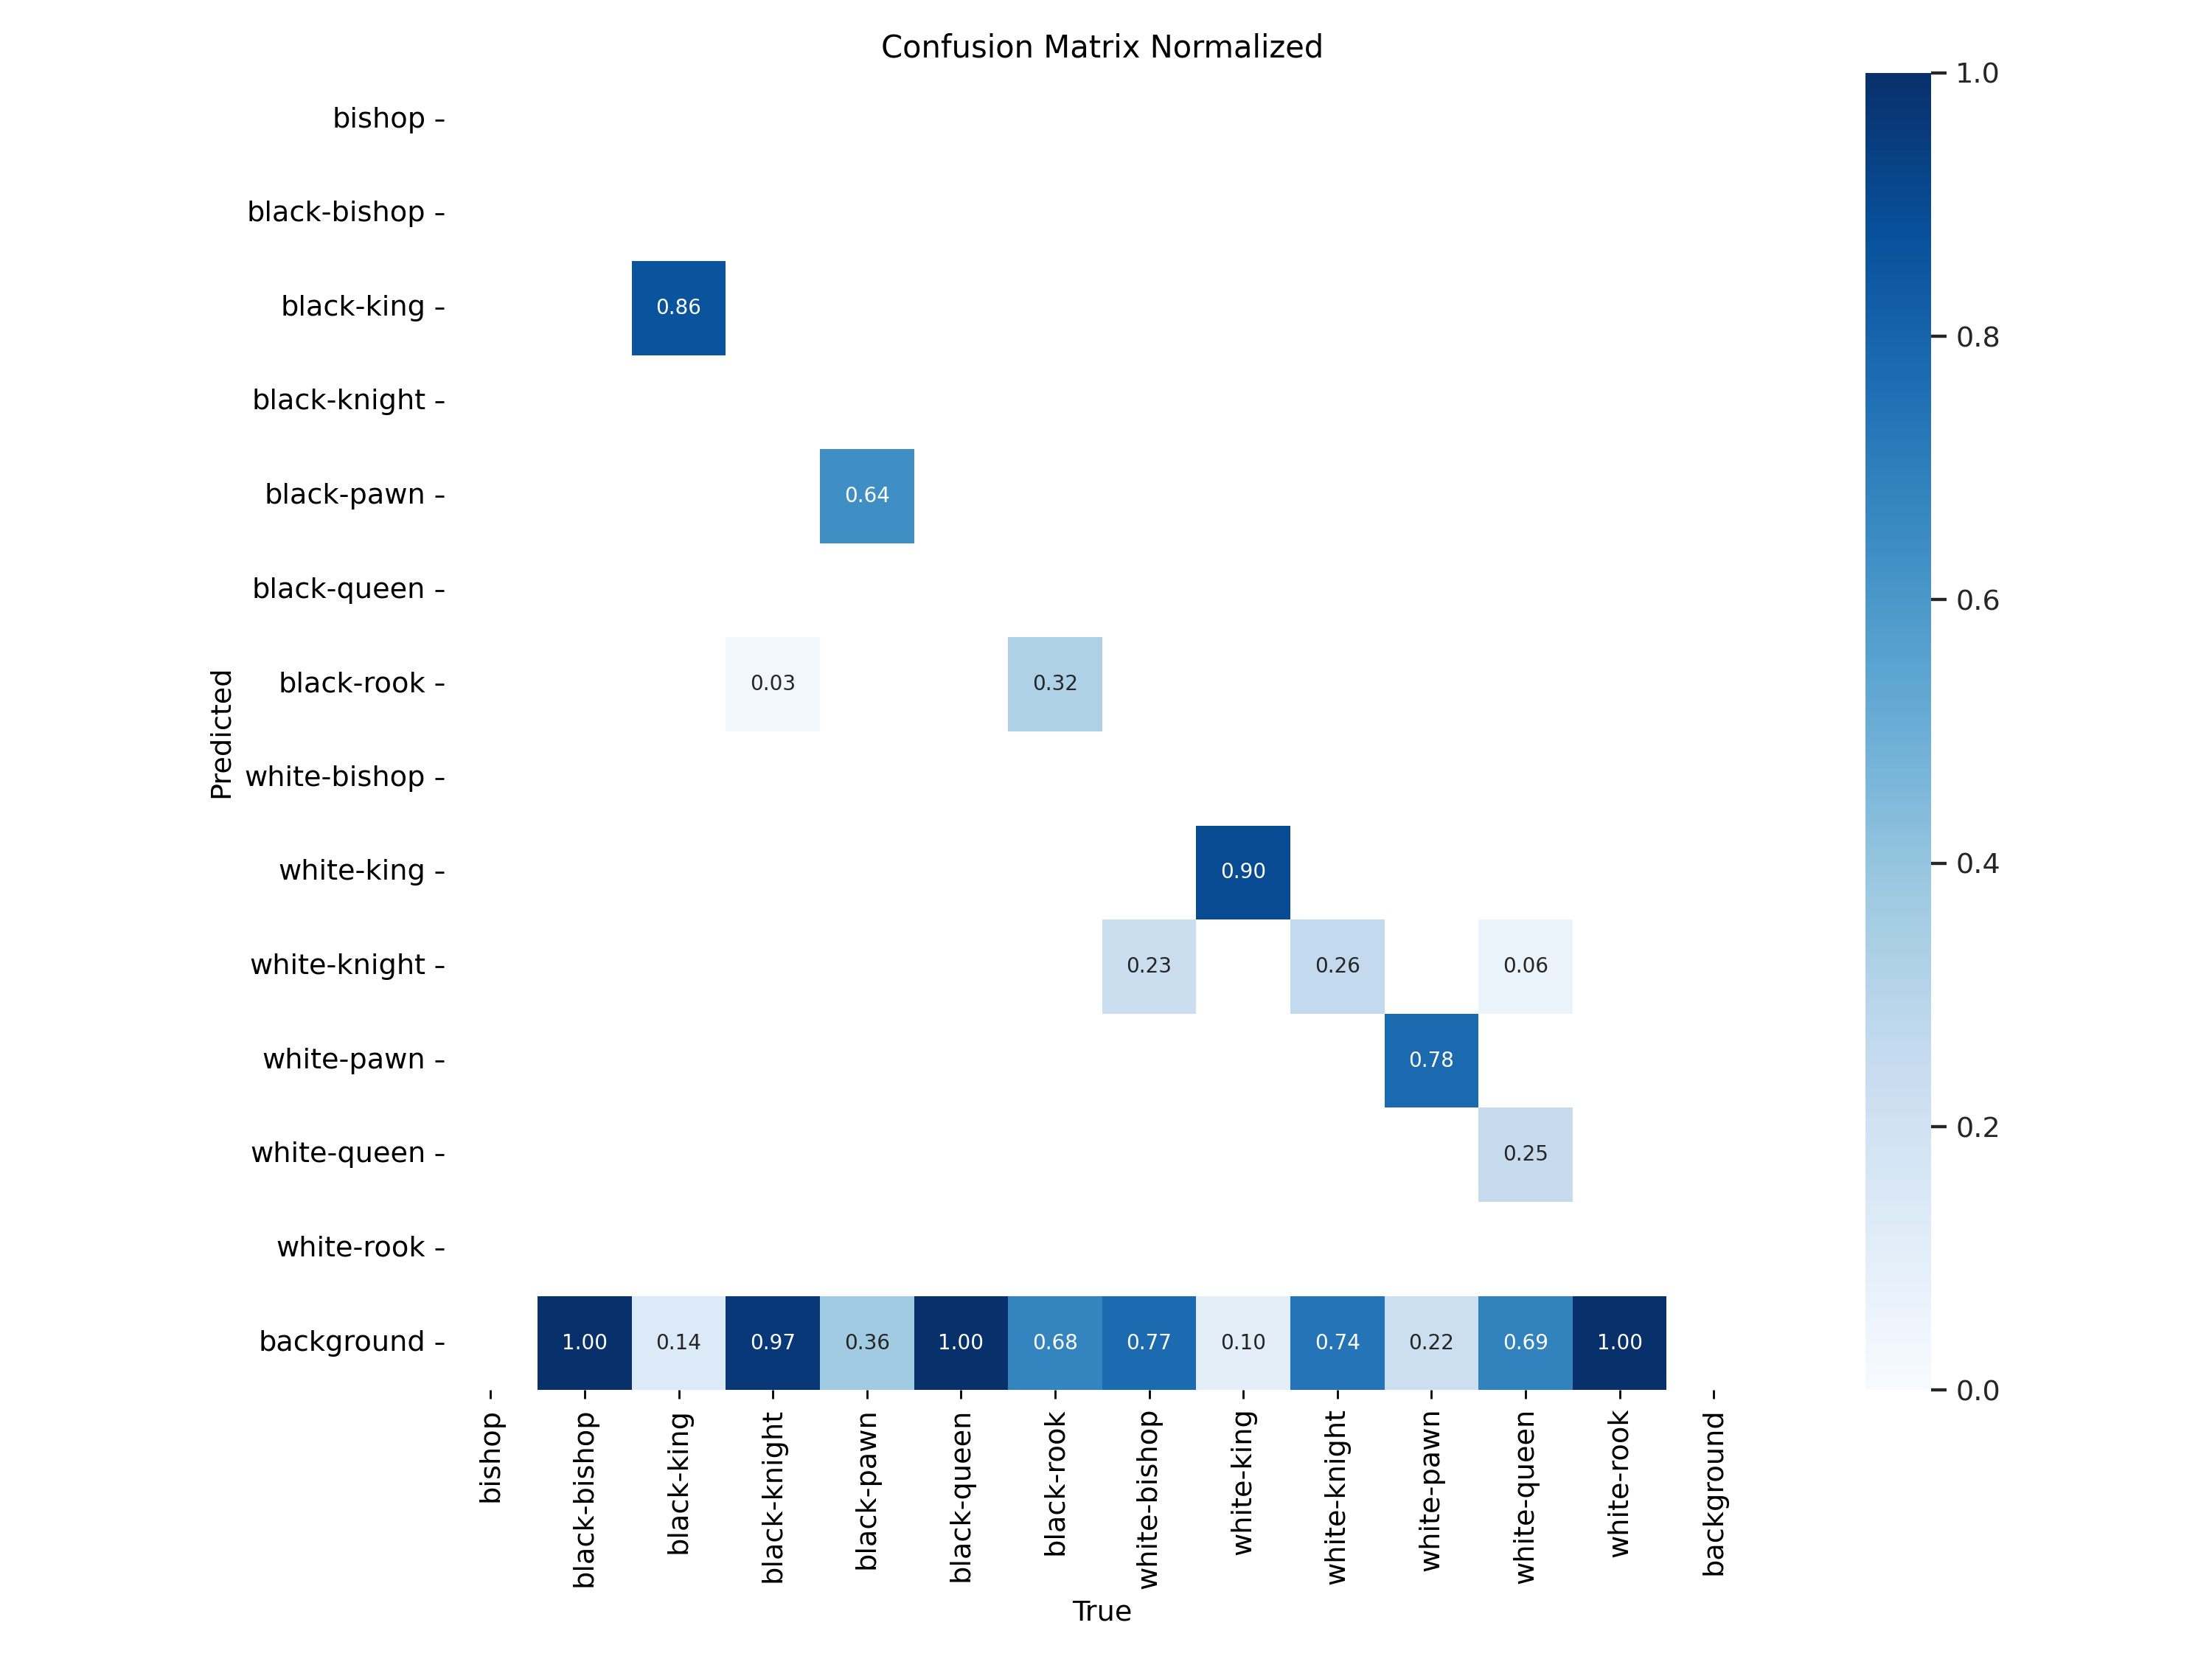 Confusion Matrix Normalized
bishop
black-bishop
black-king
0.86
black-knight
black-pawn
0.64
black-queen
black-rook
0.03 0.32
white-bishop
white-king
0.90
white-knight
0.23 0.26 0.06
white-pawn
0.78
white-queen
0.25
white-rook
background
1.00 0.14 0.97 0.36 1.00 0.68 0.77 0.10 0.74 0.22 0.69 1.00
Predicted
bishop
black-bishop
black-king
black-knight
black-pawn
black-queen
black-rook
white-bishop
white-king
white-knight
white-pawn
white-queen
white-rook
background
True
1.0
0.8
0.6
0.4
0.2
0.0